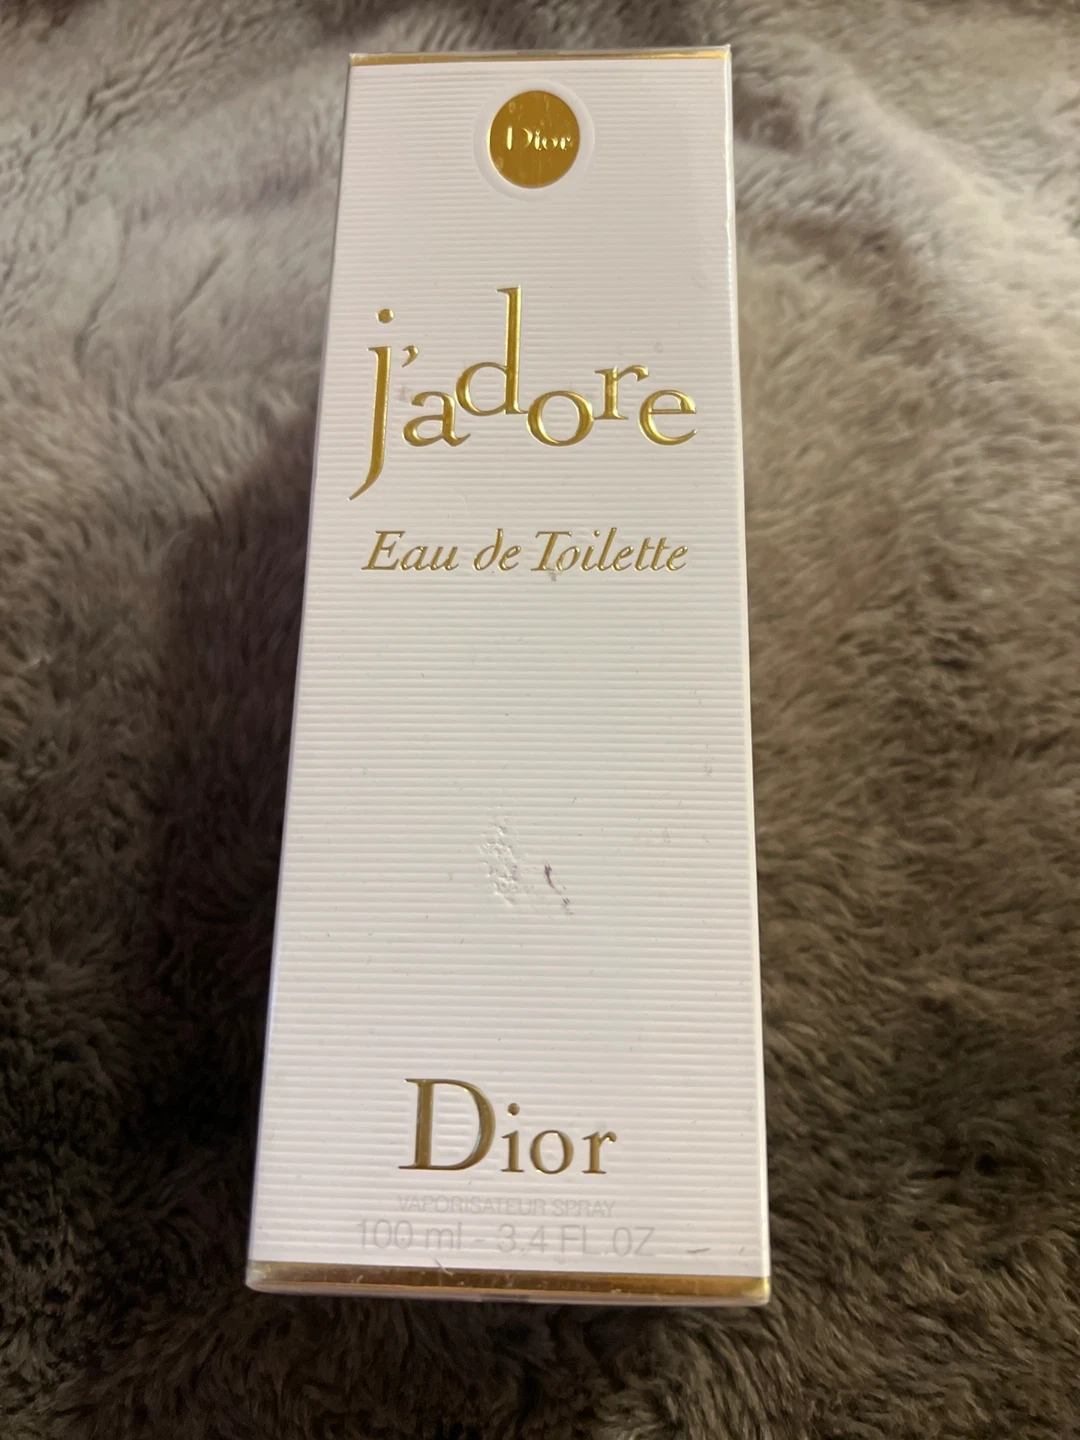 Dior
j'adore
Eau de Toilette
Dior
VAPORISATEUR SPRAY
100 ml - 3.4 FL.OZ